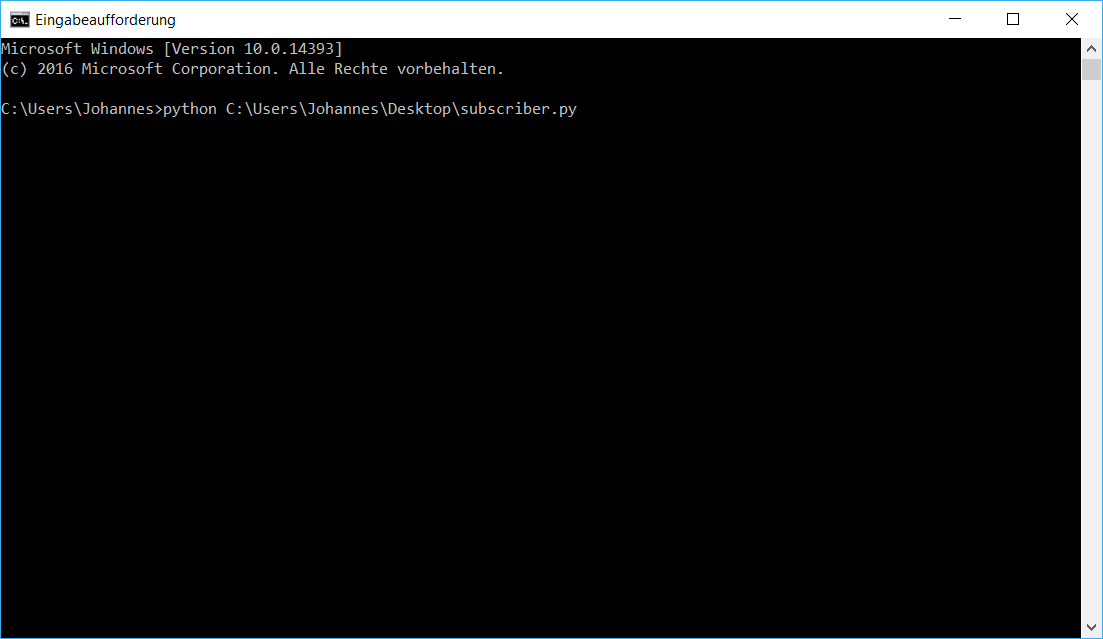 Eingabeaufforderung
Microsoft Windows [Version 10.0.14393]
(c) 2016 Microsoft Corporation. Alle Rechte vorbehalten.
C:\Users\Johannes>python C:\Users\Johannes\Desktop\subscriber.py